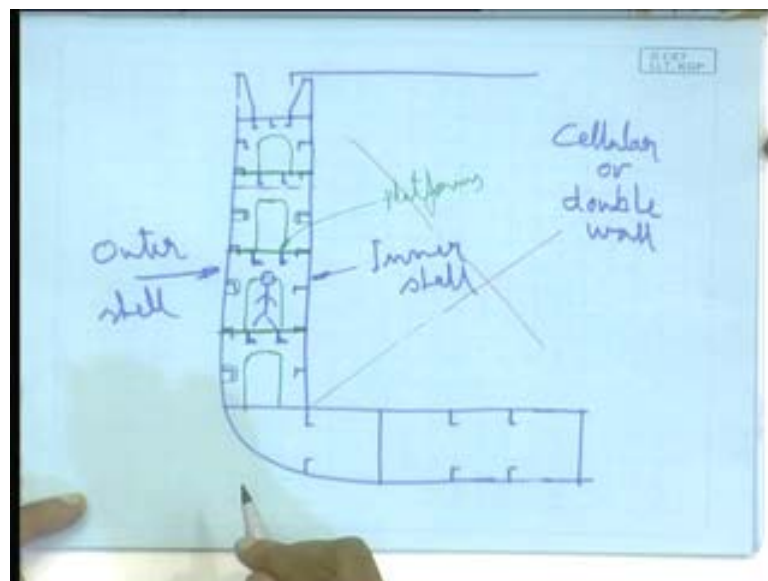 Cellular
or
double
wall
platforms
Outer
shell
Inner
shell